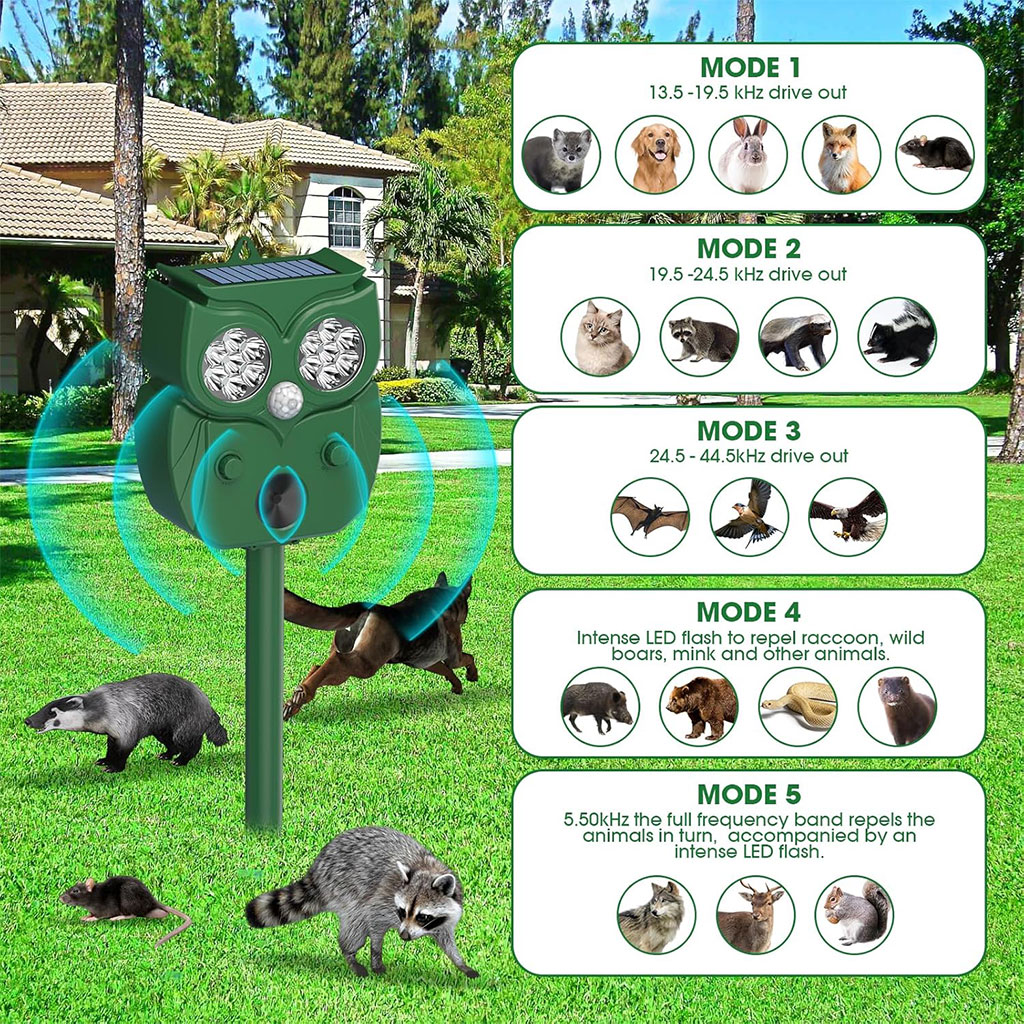 MODE 1
13.5 -19.5 kHz drive out
MODE 2
19.5 -24.5 kHz drive out
MODE 3
24.5 - 44.5kHz drive out
MODE 4
Intense LED flash to repel raccoon, wild
boars, mink and other animals.
MODE 5
5.50kHz the full frequency band repels the
animals in turn, accompanied by an
intense LED flash.